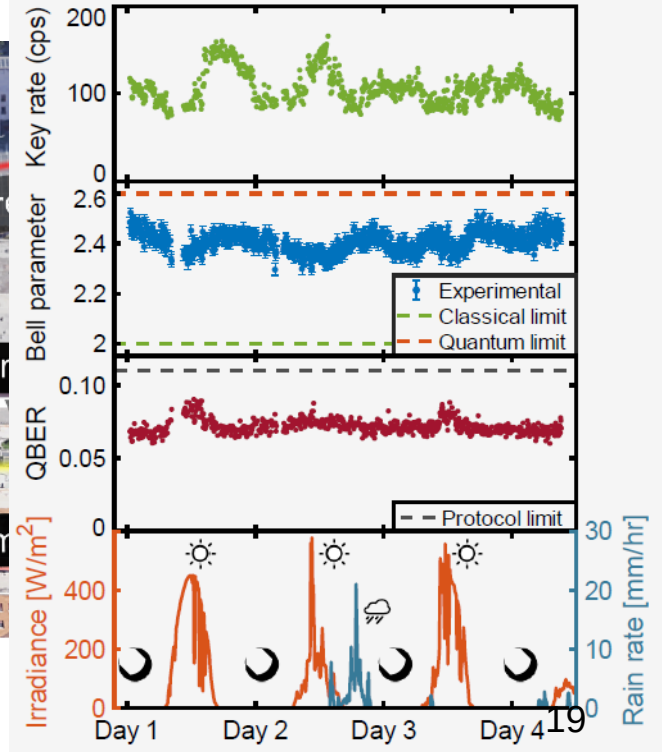 Key rate (cps)
200
100
0
Bell parameter
2.6
2.4
2.2
2
Experimental
Classical limit
Quantum limit
QBER
0.10
0.05
0
Protocol limit
Irradiance [W/m²]
400
200
0
30
20
10
0
Rain rate [mm/hr]
Day 1
Day 2
Day 3
Day 4
19